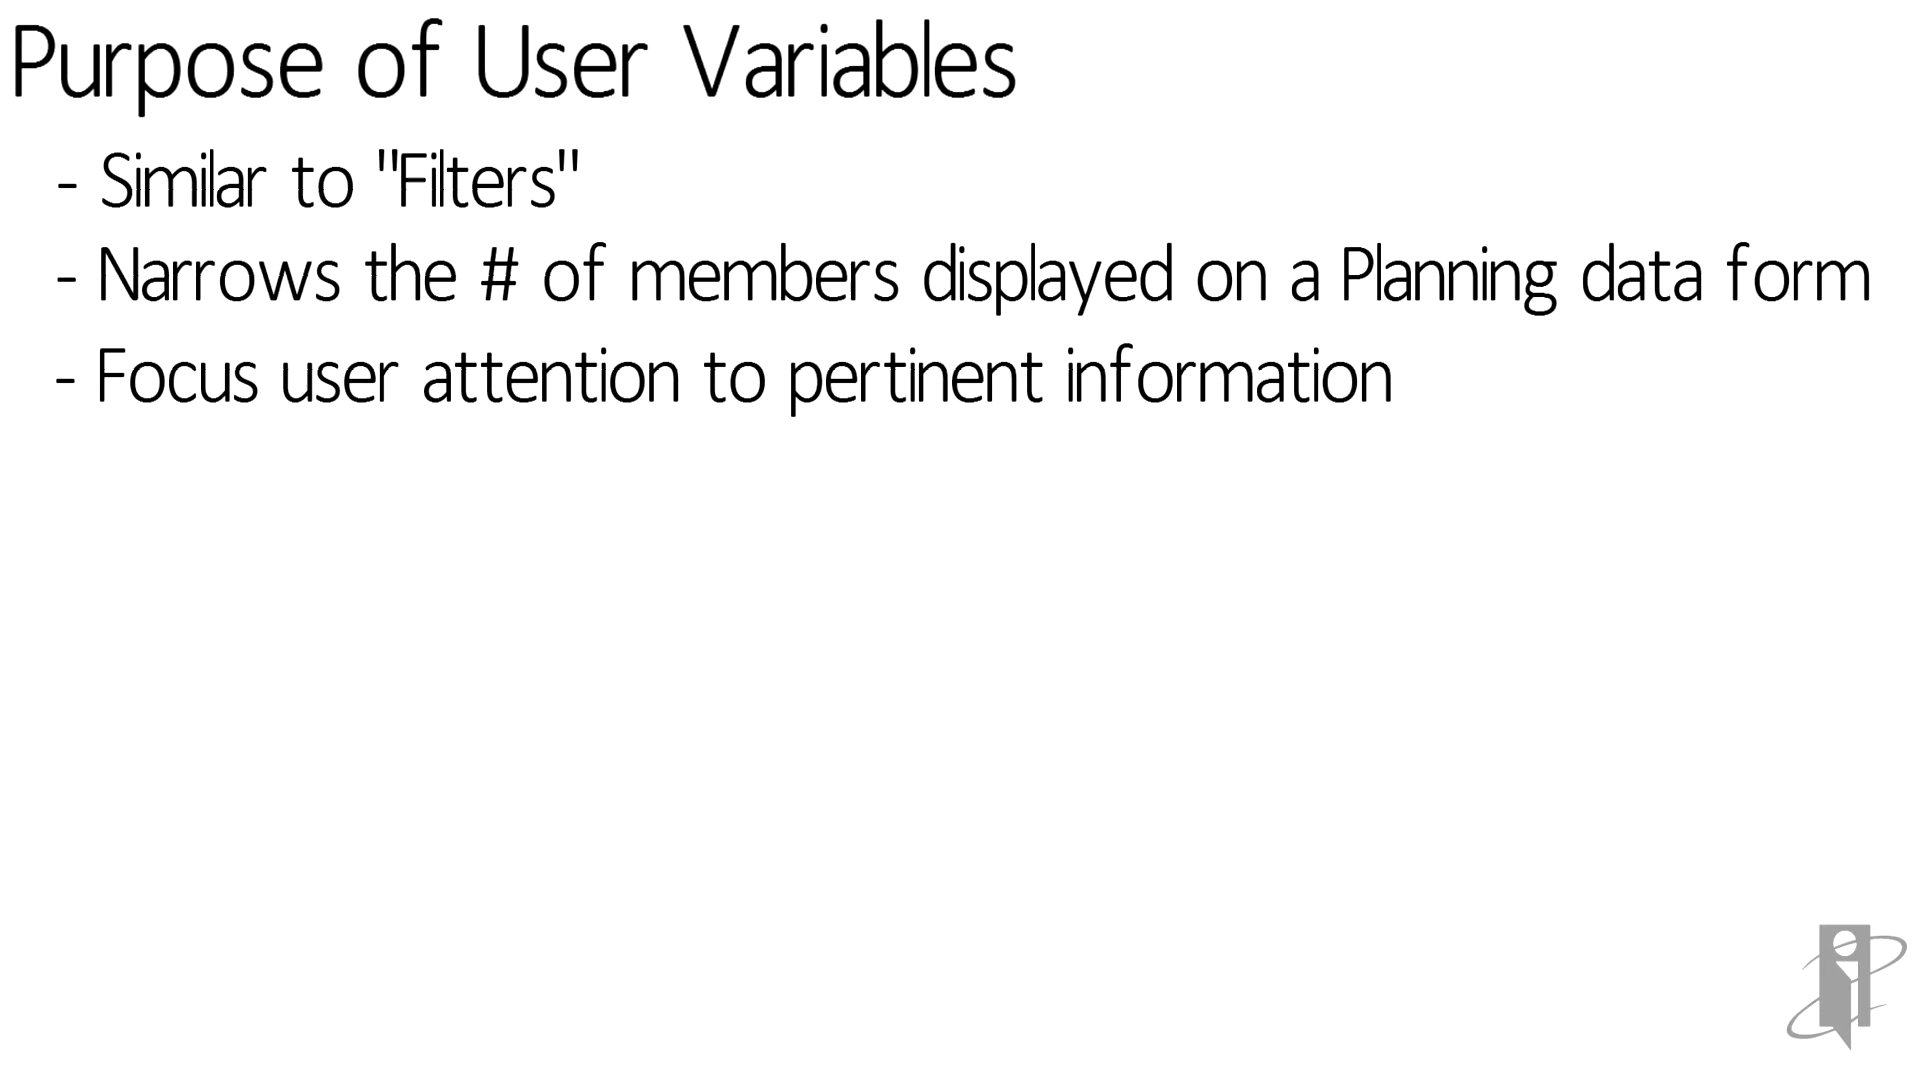 Purpose of User Variables
- Similar to "Filters"
- Narrows the # of members displayed on a Planning data form
- Focus user attention to pertinent information